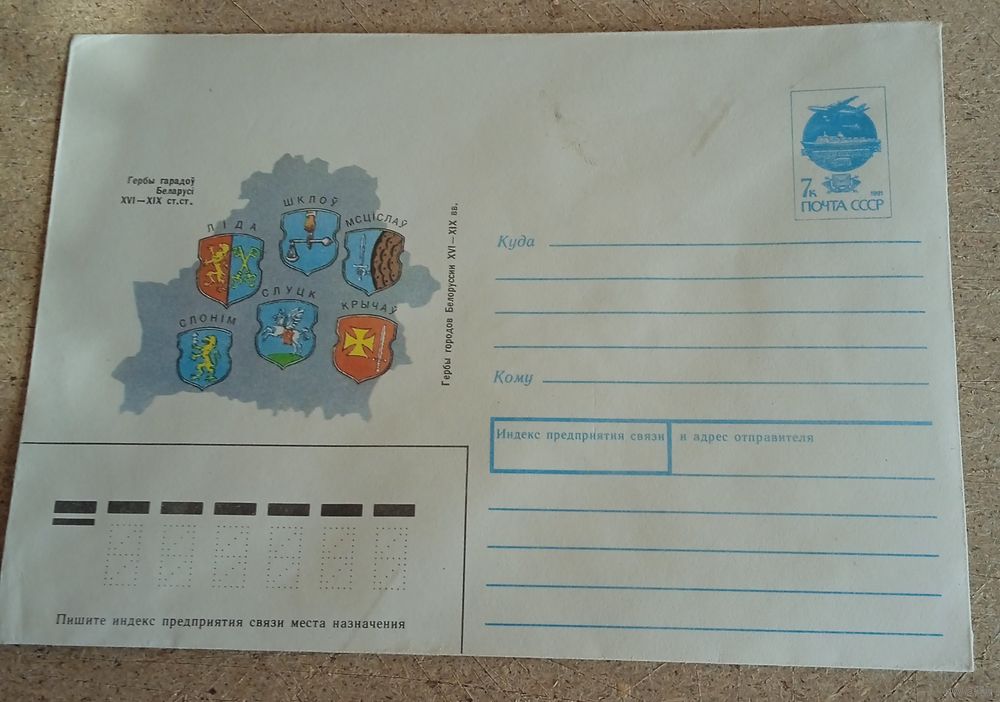 Гербы гарадоў
Беларусі
XVI—XIX ст.ст.
ШКЛОЎ
ЛІДА
МСЦІСЛАЎ
СЛУЦК
КРЫЧАЎ
СЛОНІМ
Гербы городов Белоруссии XVI—XIX вв.
7к
1991
ПОЧТА СССР
Куда
Кому
Индекс предприятия связи
и адрес отправителя
Пишите индекс предприятия связи места назначения